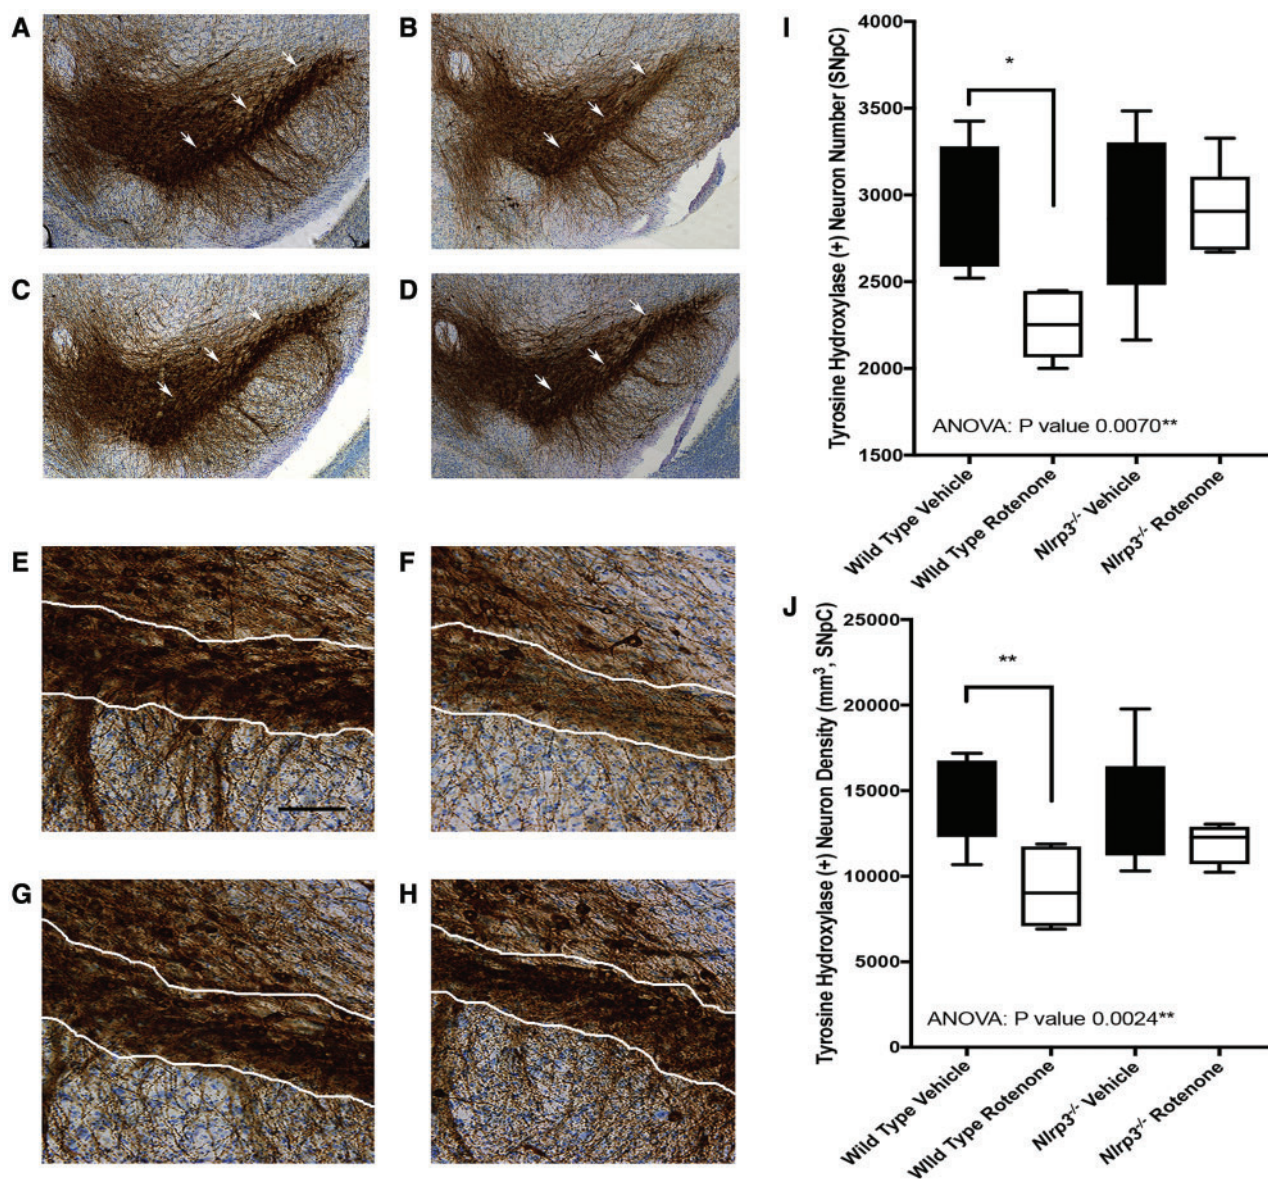 A
B
C
D
E
F
G
H
I
Tyrosine Hydroxylase (+) Neuron Number (SNpC)
4000
3500
3000
2500
2000
1500
*
ANOVA: P value 0.0070**
Wild Type Vehicle
Wild Type Rotenone
Nlrp3-/- Vehicle
Nlrp3-/- Rotenone
J
Tyrosine Hydroxylase (+) Neuron Density (mm3, SNpC)
25000
20000
15000
10000
5000
0
**
ANOVA: P value 0.0024**
Wild Type Vehicle
Wild Type Rotenone
Nlrp3-/- Vehicle
Nlrp3-/- Rotenone